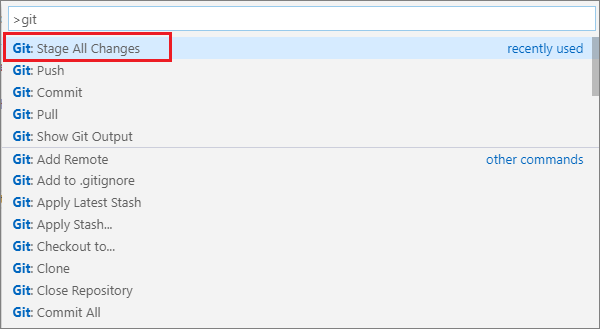 >git
Git: Stage All Changes recently used
Git: Push
Git: Commit
Git: Pull
Git: Show Git Output
Git: Add Remote other commands
Git: Add to .gitignore
Git: Apply Latest Stash
Git: Apply Stash...
Git: Checkout to...
Git: Clone
Git: Close Repository
Git: Commit All